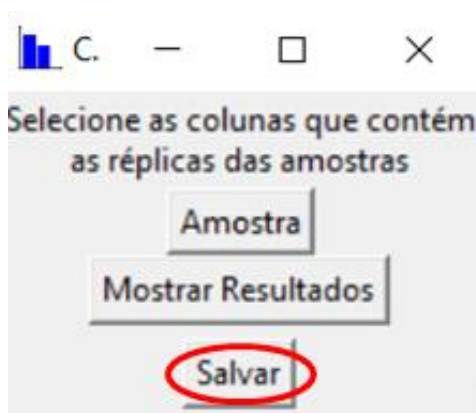 C.
Selecione as colunas que contém
as réplicas das amostras
Amostra
Mostrar Resultados
Salvar